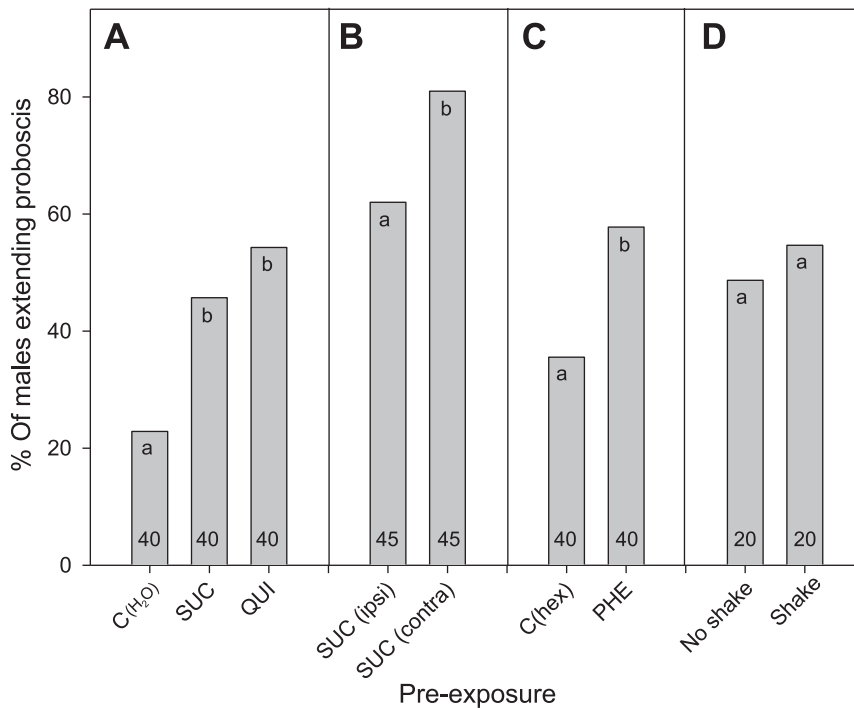 A B C D
% Of males extending proboscis
80
60
40
20
0
a
b
b
a
b
a
b
a
a
40 40 40 45 45 40 40 20 20
C(H₂O) SUC QUI SUC (ipsi) SUC (contra) C(hex) PHE No shake Shake
Pre-exposure